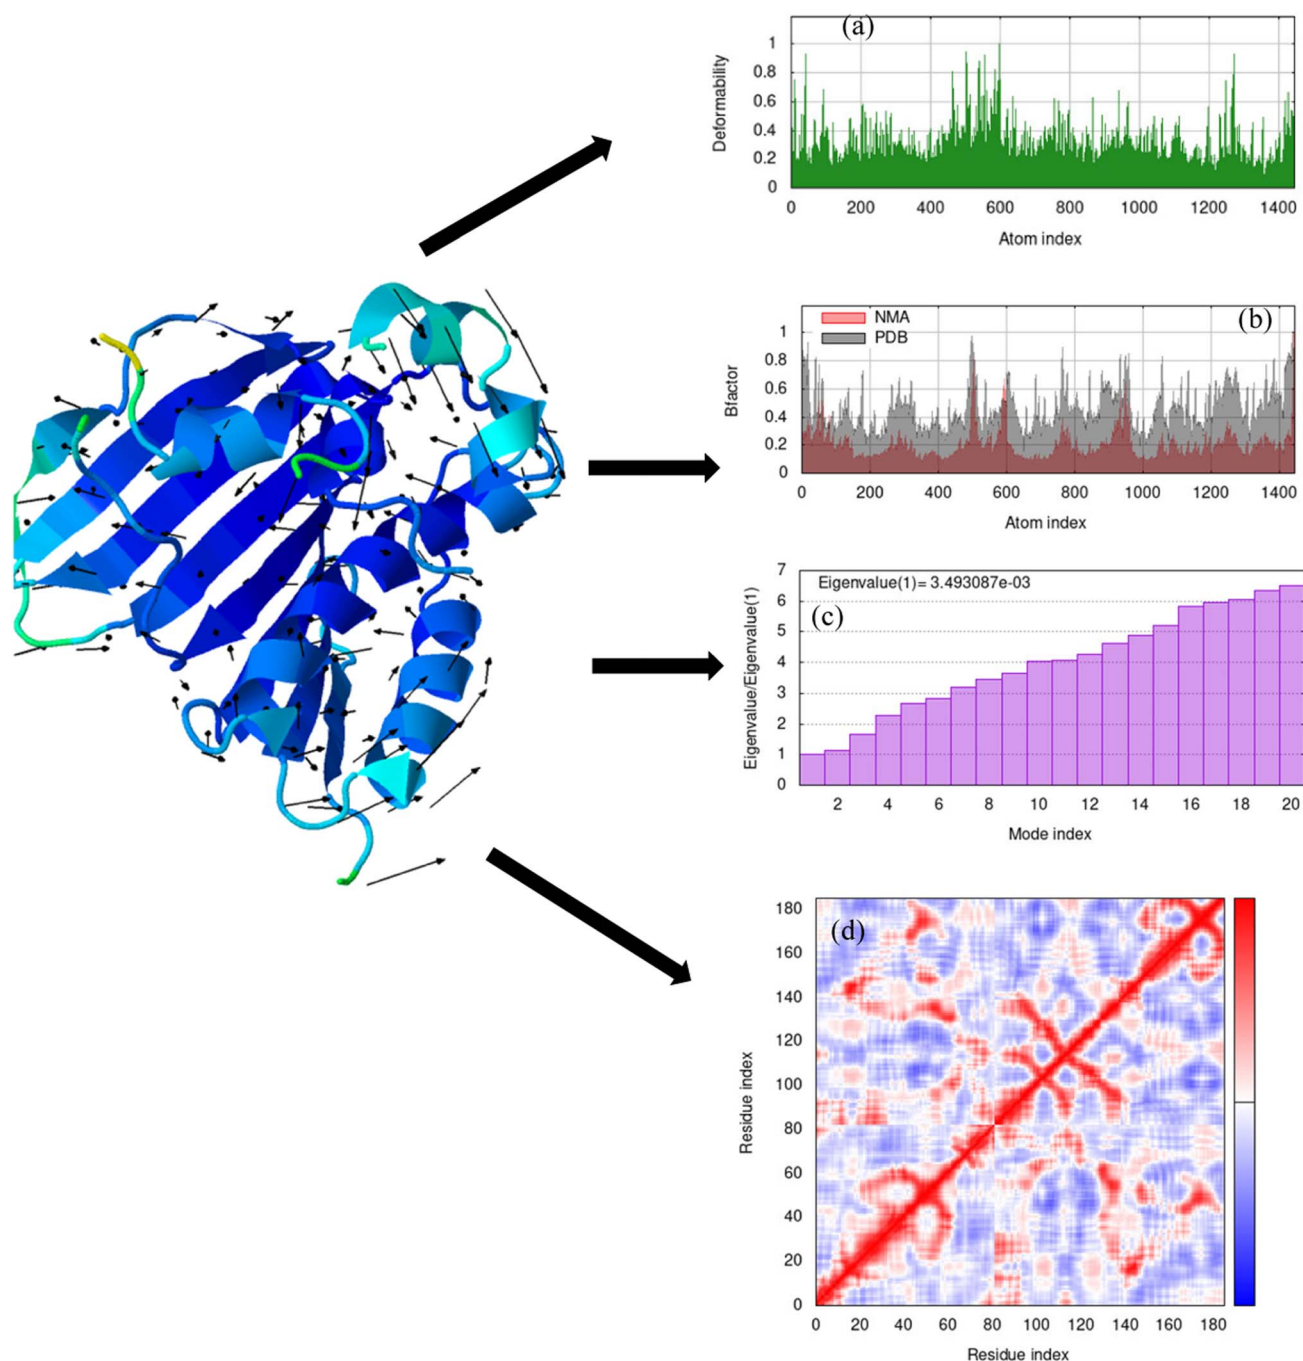 (a)
Deformability
1
0.8
0.6
0.4
0.2
0
0 200 400 600 800 1000 1200 1400
Atom index
(b)
NMA
PDB
Bfactor
1
0.8
0.6
0.4
0.2
0
0 200 400 600 800 1000 1200 1400
Atom index
Eigenvalue(1)= 3.493087e-03
(c)
Eigenvalue/Eigenvalue(1)
7
6
5
4
3
2
1
0
2 4 6 8 10 12 14 16 18 20
Mode index
(d)
Residue index
180
160
140
120
100
80
60
40
20
0
0 20 40 60 80 100 120 140 160 180
Residue index